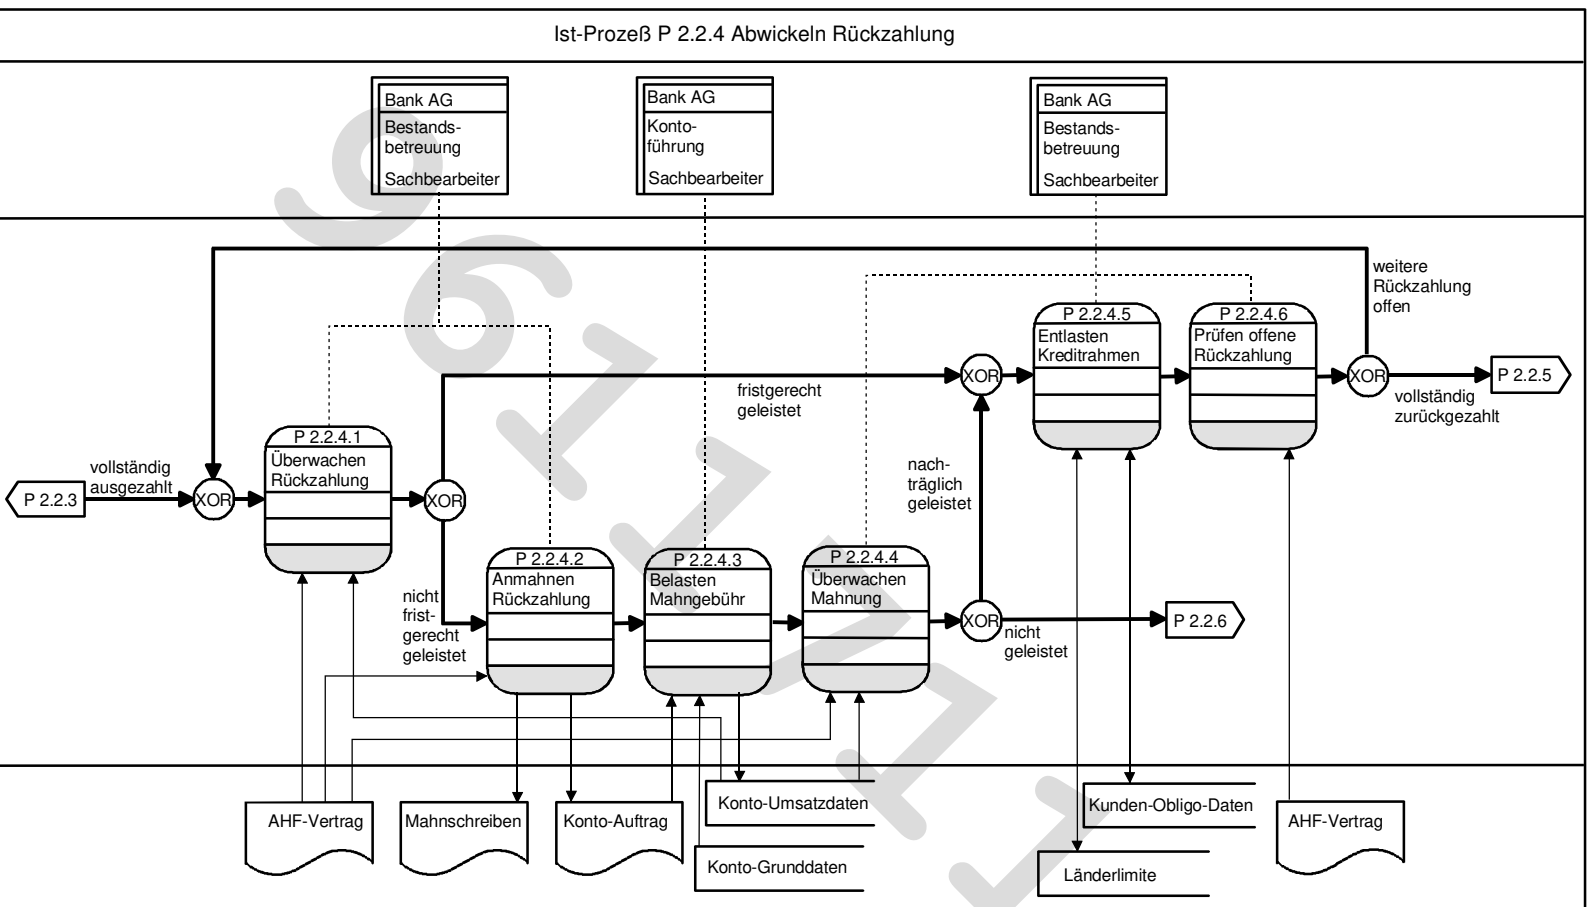 Ist-Prozeß P 2.2.4 Abwickeln Rückzahlung
Bank AG
Bestands-
betreuung
Sachbearbeiter
Bank AG
Konto-
führung
Sachbearbeiter
Bank AG
Bestands-
betreuung
Sachbearbeiter
weitere
Rückzahlung
offen
P 2.2.4.5
Entlasten
Kreditrahmen
P 2.2.4.6
Prüfen offene
Rückzahlung
XOR
XOR
P 2.2.5
vollständig
zurückgezahlt
fristgerecht
geleistet
P 2.2.4.1
Überwachen
Rückzahlung
vollständig
ausgezahlt
P 2.2.3
XOR
XOR
nach-
träglich
geleistet
nicht
frist-
gerecht
geleistet
P 2.2.4.2
Anmahnen
Rückzahlung
P 2.2.4.3
Belasten
Mahngebühr
P 2.2.4.4
Überwachen
Mahnung
XOR
nicht
geleistet
P 2.2.6
AHF-Vertrag
Mahnschreiben
Konto-Auftrag
Konto-Umsatzdaten
Konto-Grunddaten
Kunden-Obligo-Daten
Länderlimite
AHF-Vertrag